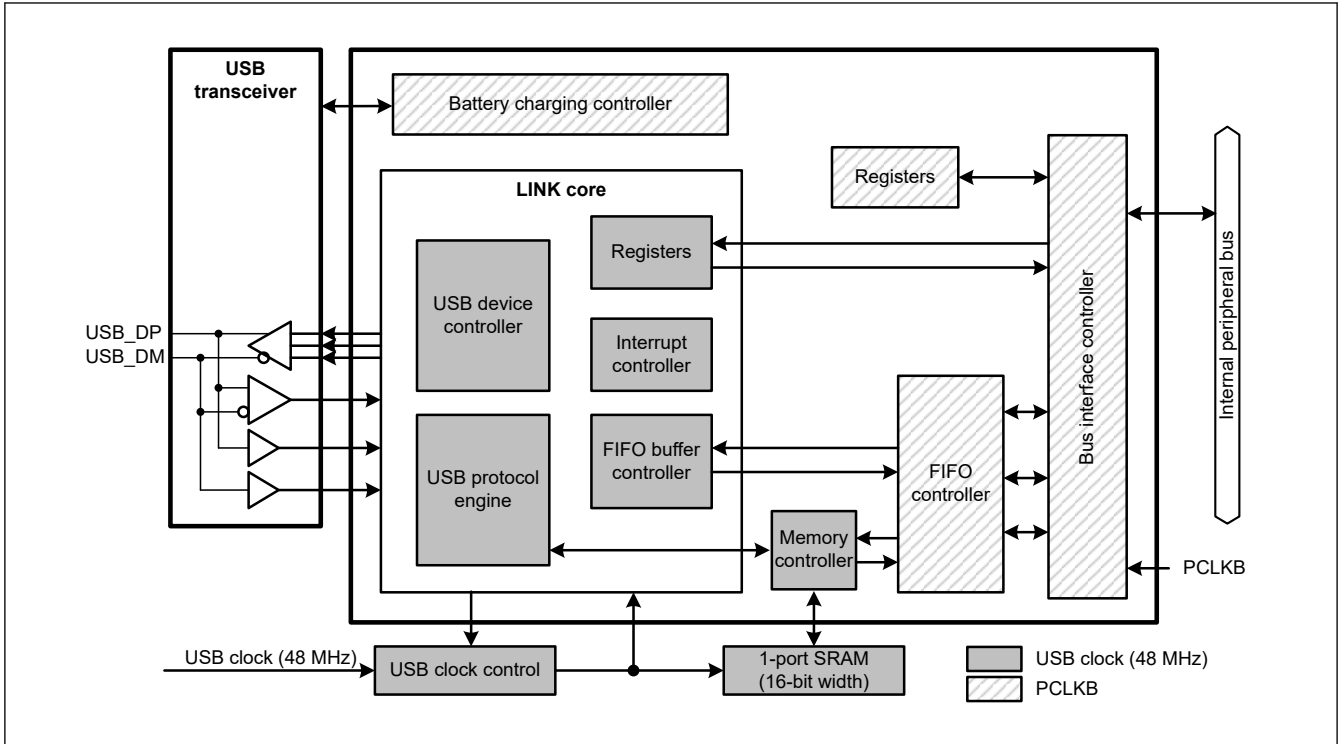 USB
transceiver
Battery charging controller
Registers
LINK core
Registers
USB device
controller
Interrupt
controller
USB_DP
USB_DM
FIFO buffer
controller
USB protocol
engine
FIFO
controller
Memory
controller
Bus interface controller
Internal peripheral bus
PCLKB
USB clock (48 MHz)
USB clock control
1-port SRAM
(16-bit width)
USB clock (48 MHz)
PCLKB